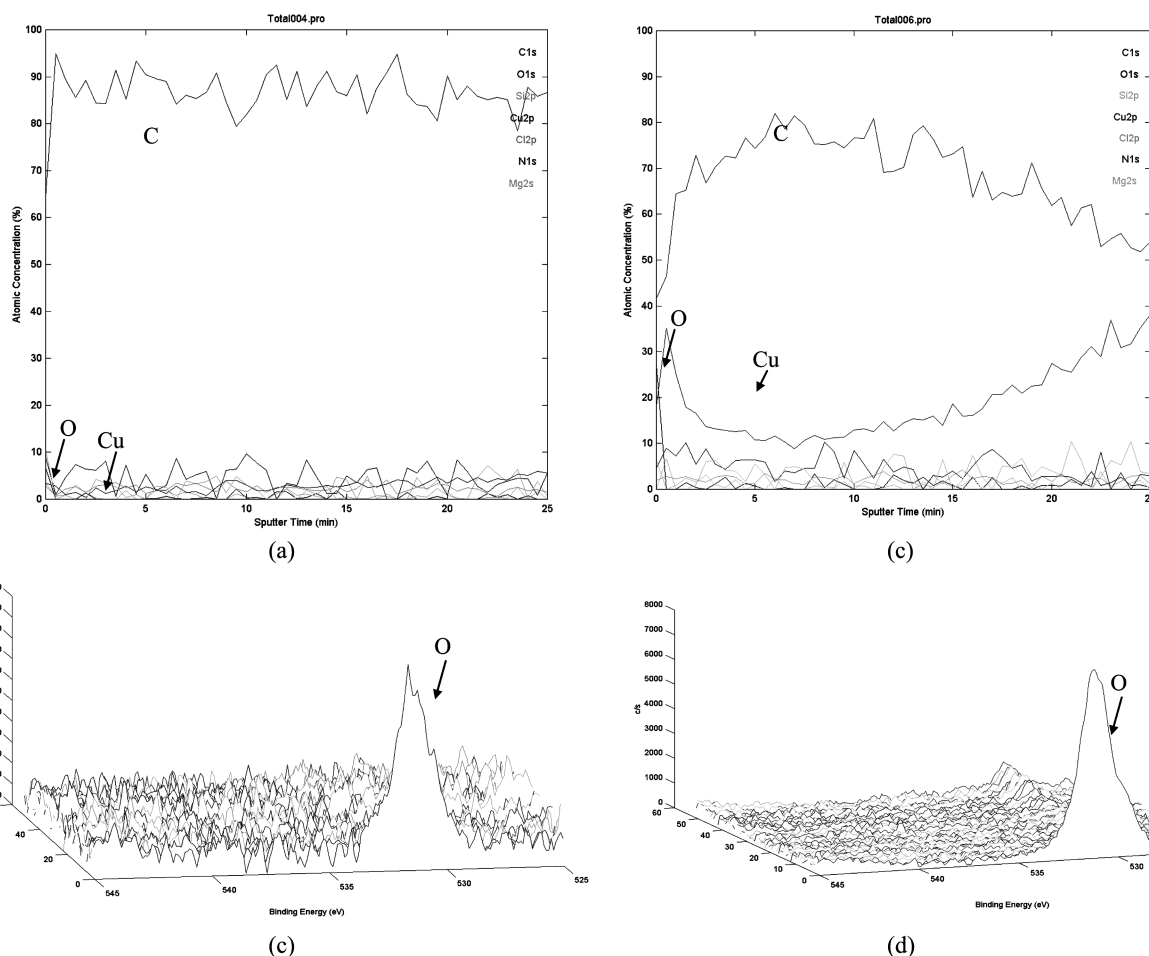 Total004.pro
100
90
80
70
60
50
40
30
20
10
0
Atomic Concentration (%)
C1s
O1s
Si2p
Cu2p
Cl2p
N1s
Mg2s
C
O
Cu
0 5 10 15 20 25
Sputter Time (min)
(a)
Total006.pro
100
90
80
70
60
50
40
30
20
10
0
Atomic Concentration (%)
C1s
O1s
Si2p
Cu2p
Cl2p
N1s
Mg2s
C
O
Cu
0 5 10 15 20
Sputter Time (min)
(c)
O
40
20
0
545 540 535 530 525
Binding Energy (eV)
(c)
8000
7000
6000
5000
4000
3000
2000
1000
0
c/s
O
60
50
40
30
20
10
0
545 540 535 530
Binding Energy (eV)
(d)